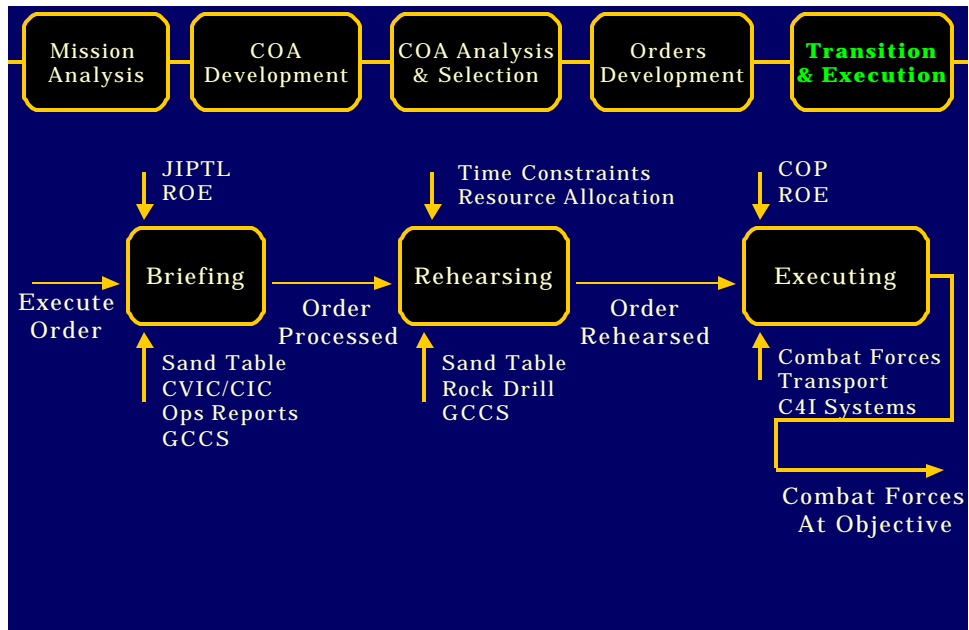 Mission
Analysis
COA
Development
COA Analysis
& Selection
Orders
Development
Transition
& Execution
JIPTL
ROE
Time Constraints
Resource Allocation
COP
ROE
Briefing
Rehearsing
Executing
Execute
Order
Order
Processed
Order
Rehearsed
Sand Table
CVIC/CIC
Ops Reports
GCCS
Sand Table
Rock Drill
GCCS
Combat Forces
Transport
C4I Systems
Combat Forces
At Objective